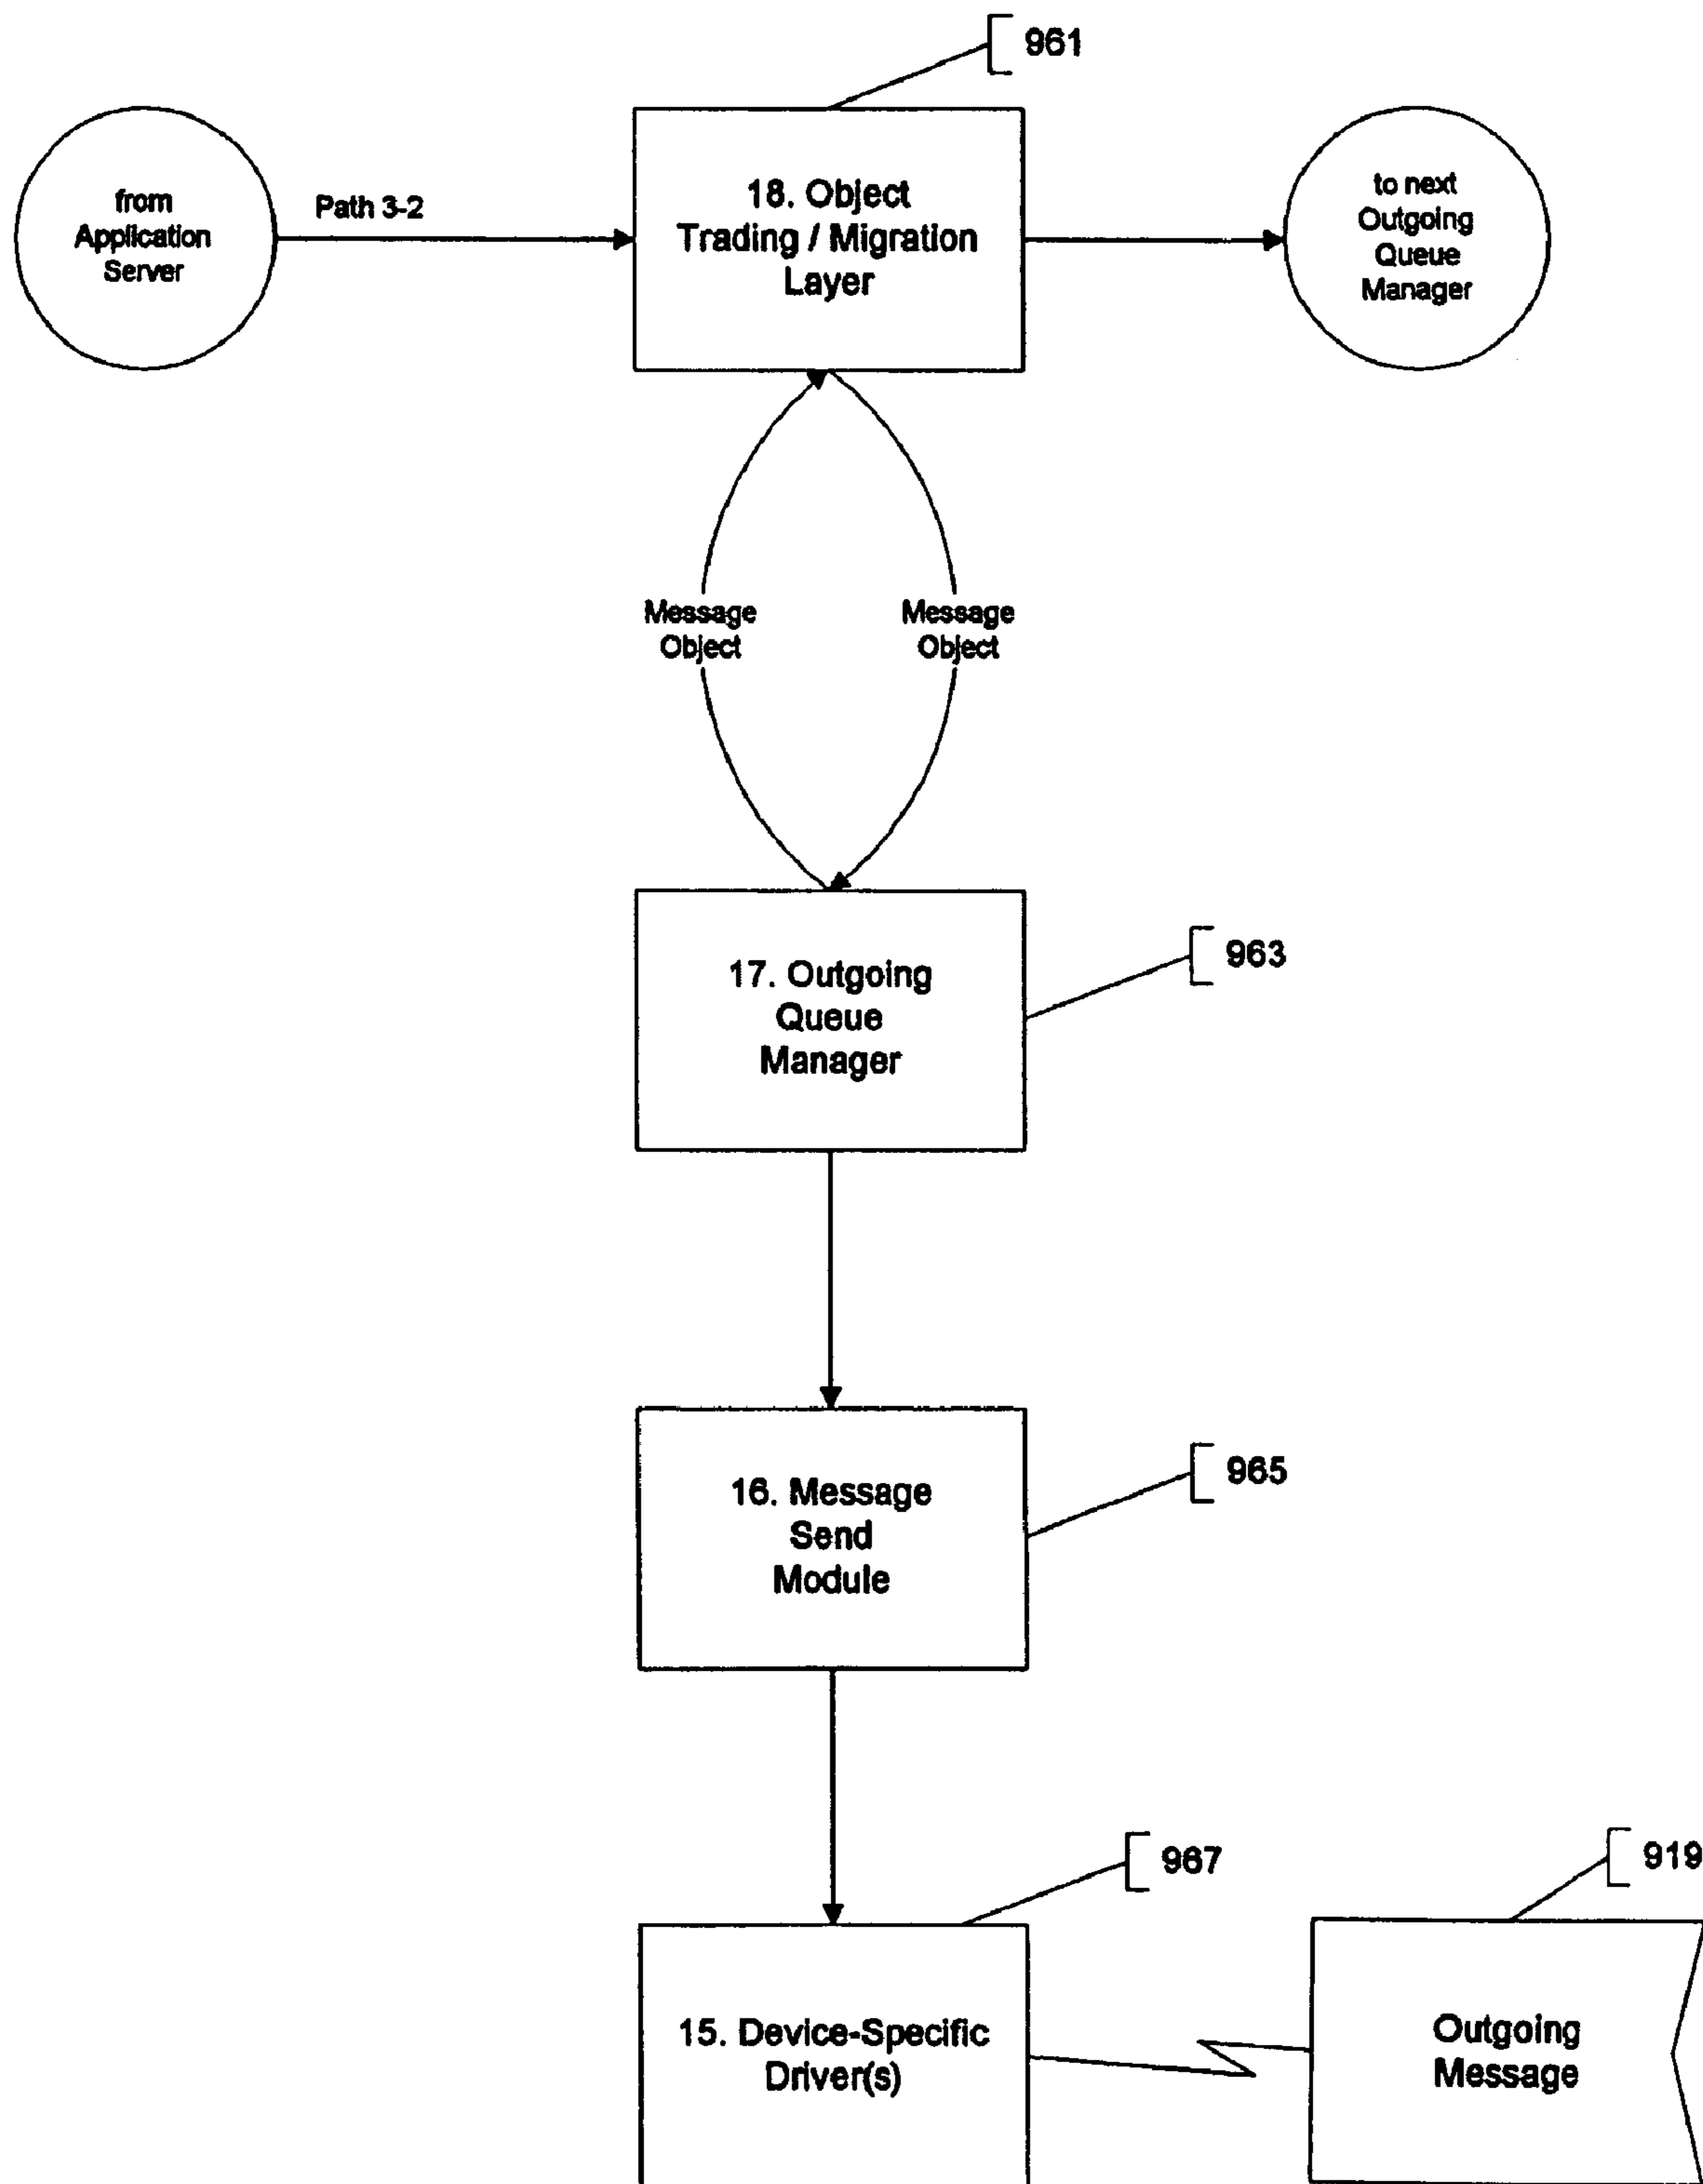 961
from
Application
Server
Path 3-2
18. Object
Trading / Migration
Layer
to next
Outgoing
Queue
Manager
Message
Object
Message
Object
17. Outgoing
Queue
Manager
963
16. Message
Send
Module
965
967
919
15. Device-Specific
Driver(s)
Outgoing
Message